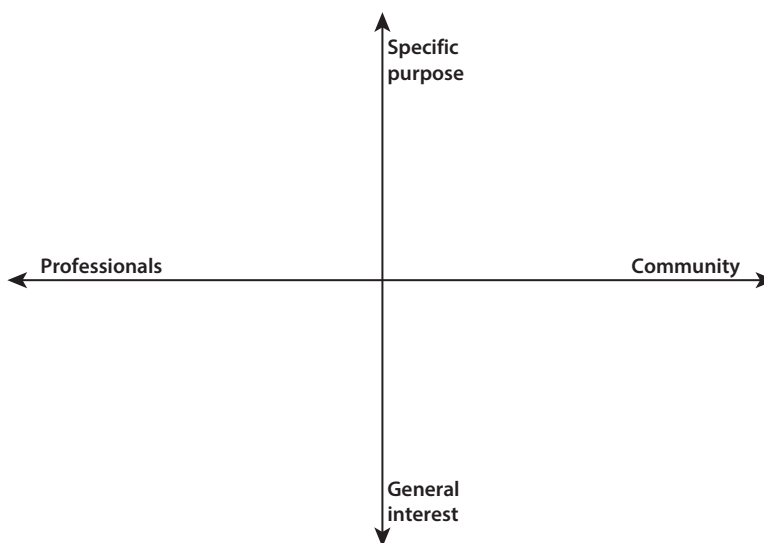 Specific
purpose
Professionals
Community
General
interest